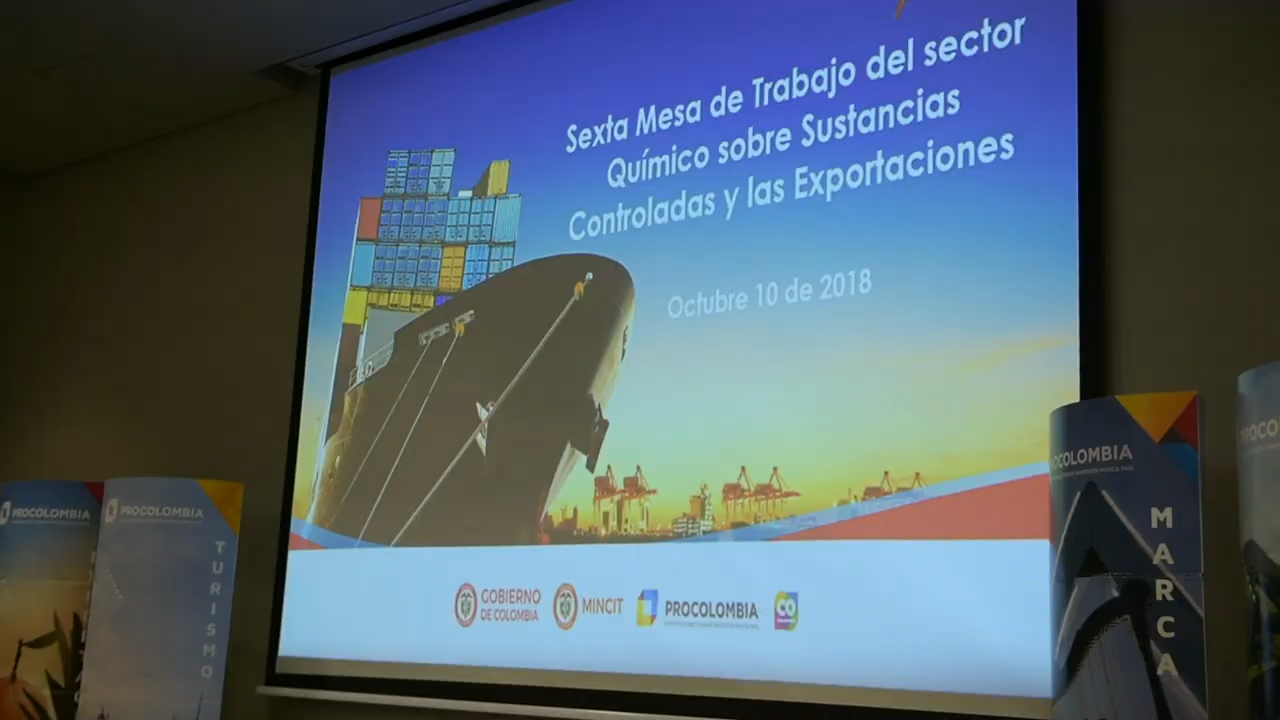 Sexta Mesa de Trabajo del sector
Químico sobre Sustancias
Controladas y las Exportaciones
Octubre 10 de 2018
GOBIERNO
DE COLOMBIA
MINCIT
PROCOLOMBIA
CO
PROCOLOMBIA
PROCOLOMBIA
TURISMO
PROCOLOMBIA
MARCA